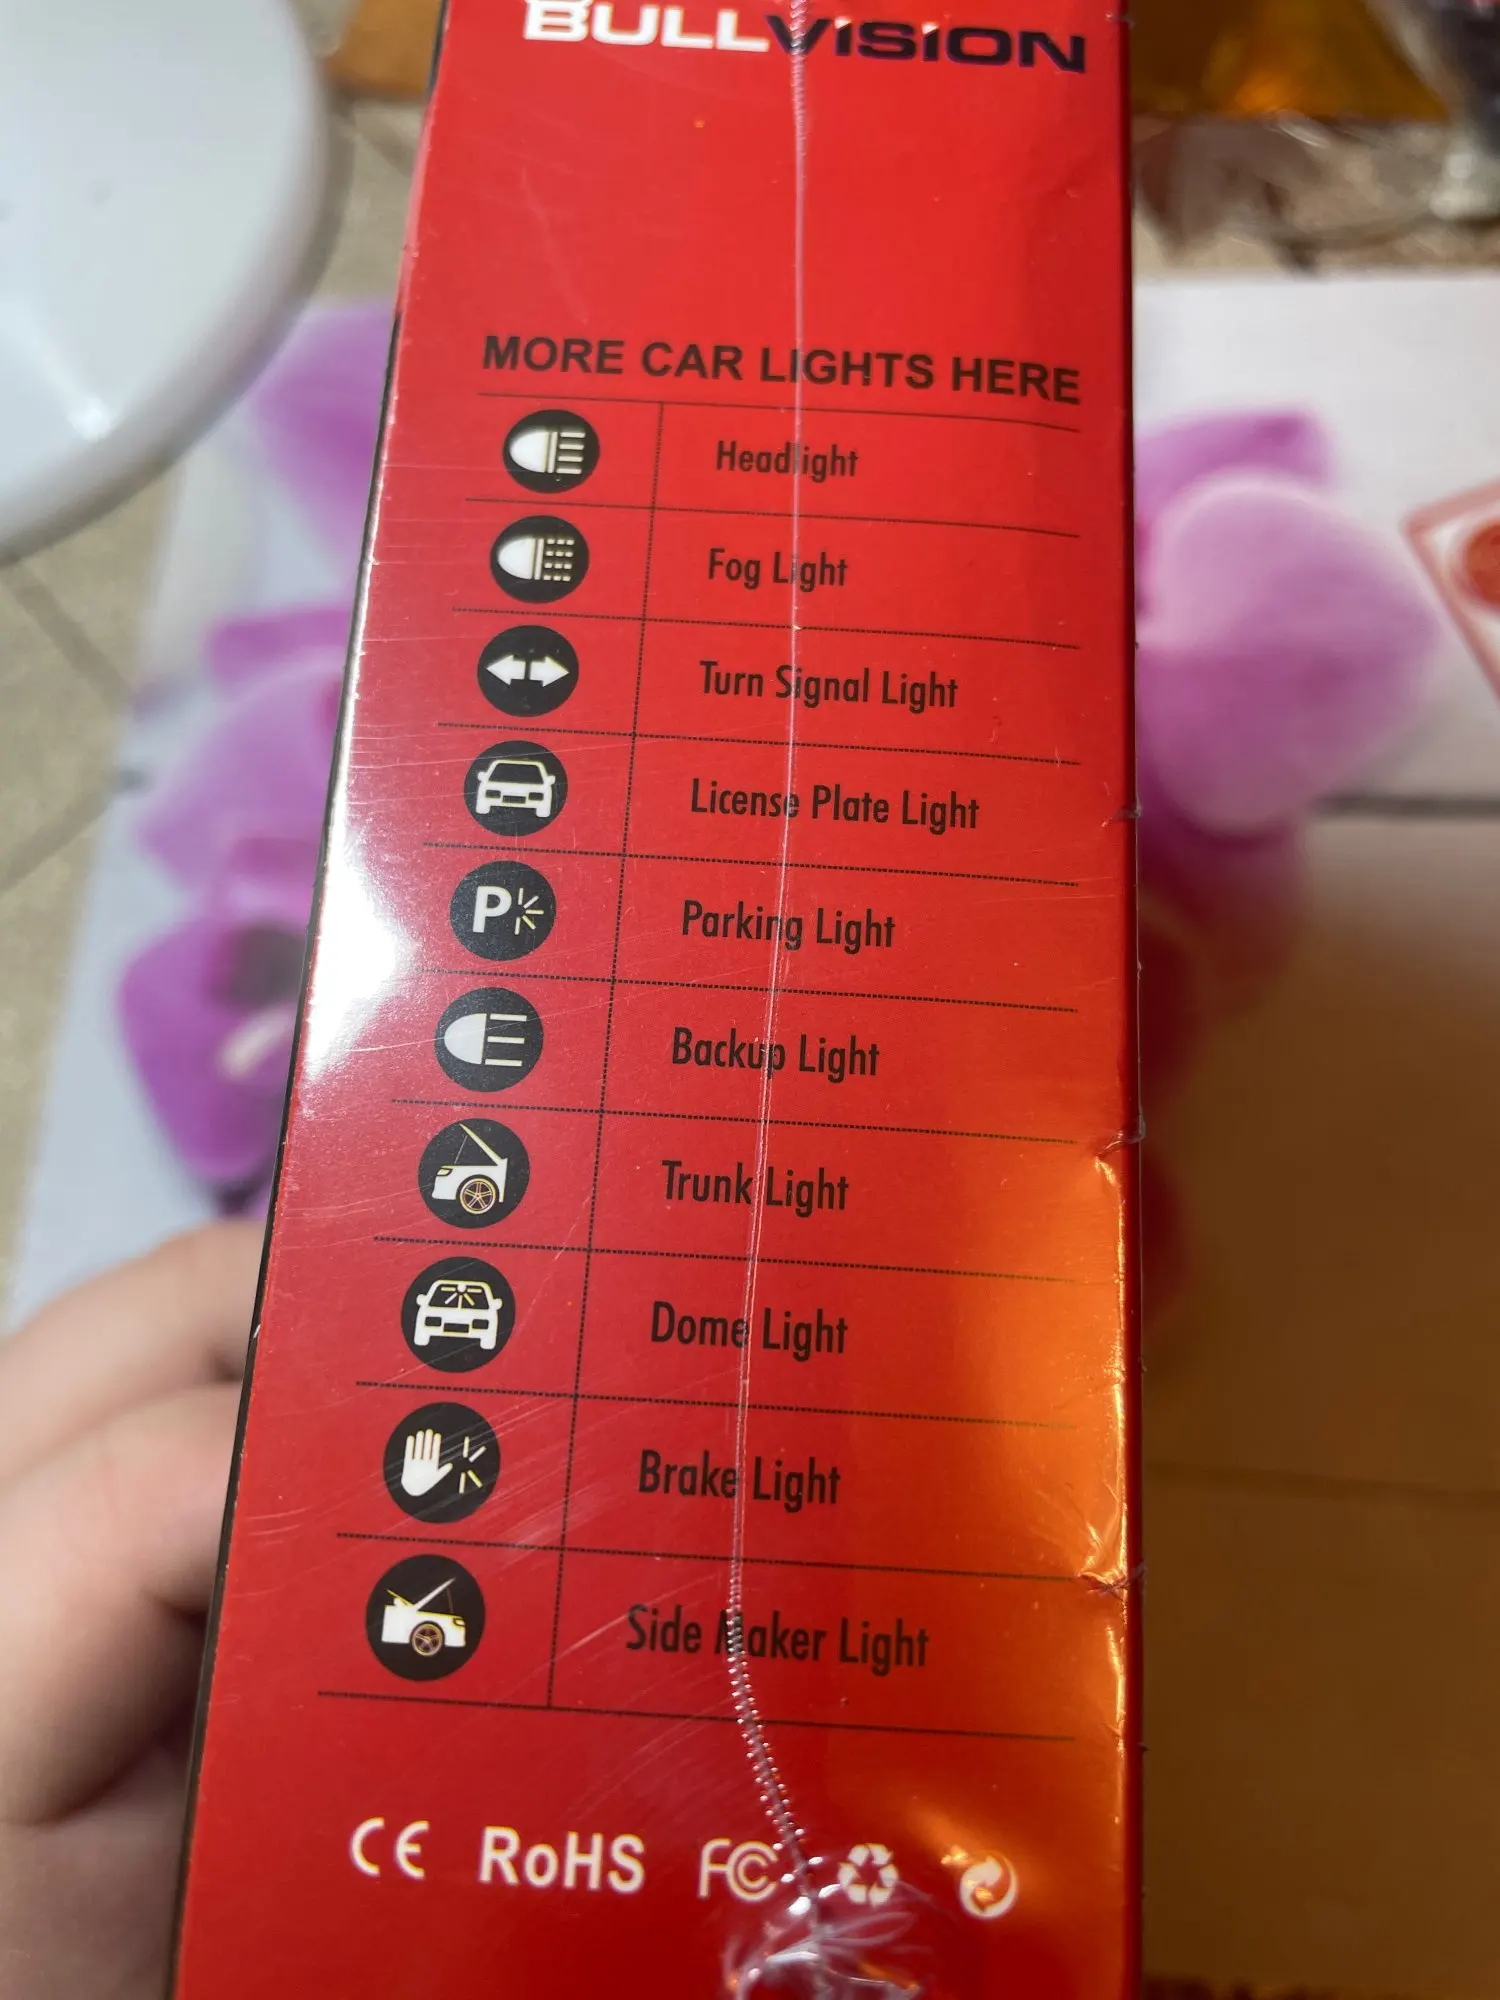 BULLVISION
MORE CAR LIGHTS HERE
Headlight
Fog Light
Turn Signal Light
License Plate Light
P
Parking Light
Backup Light
Trunk Light
Dome Light
Brake Light
Side Maker Light
CE RoHS FC